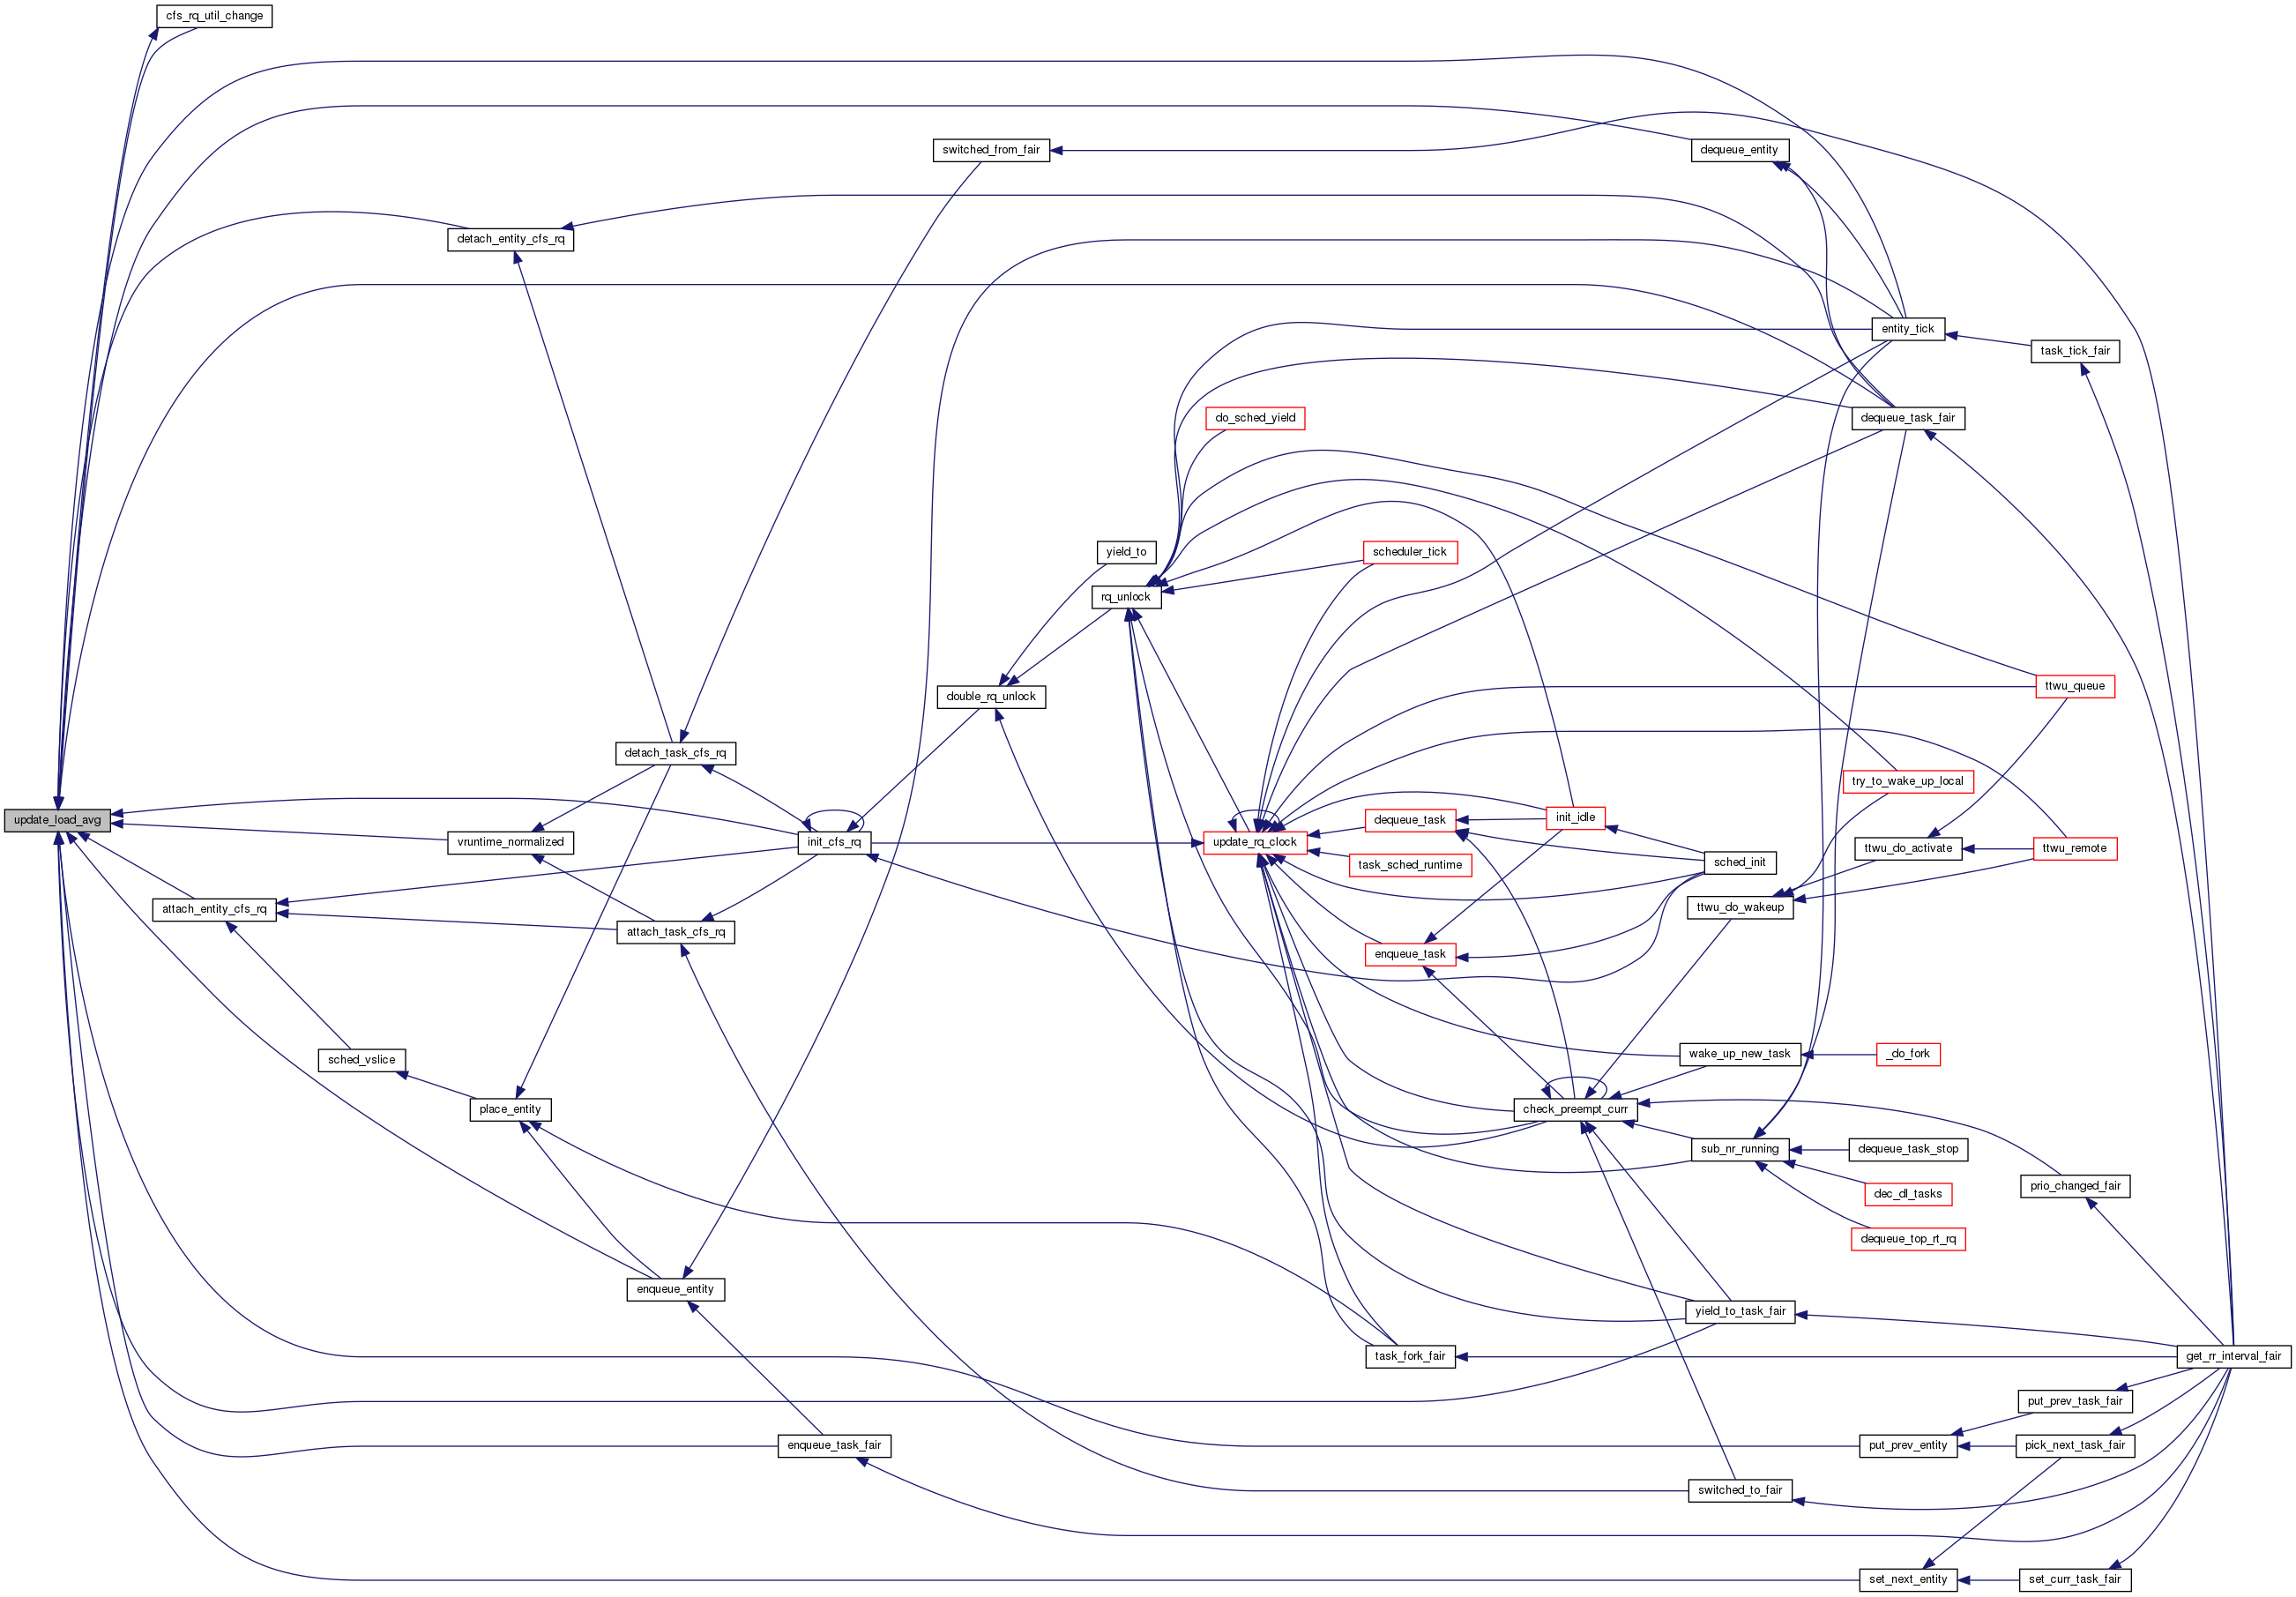 cfs_rq_util_change
switched_from_fair
dequeue_entity
detach_entity_cfs_rq
entity_tick
task_tick_fair
do_sched_yield
dequeue_task_fair
yield_to
scheduler_tick
rq_unlock
double_rq_unlock
ttwu_queue
detach_task_cfs_rq
try_to_wake_up_local
update_load_avg
dequeue_task
init_idle
vruntime_normalized
init_cfs_rq
update_rq_clock
ttwu_do_activate
ttwu_remote
task_sched_runtime
sched_init
attach_entity_cfs_rq
ttwu_do_wakeup
attach_task_cfs_rq
enqueue_task
sched_vslice
wake_up_new_task
_do_fork
place_entity
check_preempt_curr
sub_nr_running
dequeue_task_stop
prio_changed_fair
dec_dl_tasks
dequeue_top_rt_rq
enqueue_entity
yield_to_task_fair
task_fork_fair
get_rr_interval_fair
put_prev_task_fair
enqueue_task_fair
put_prev_entity
pick_next_task_fair
switched_to_fair
set_next_entity
set_curr_task_fair